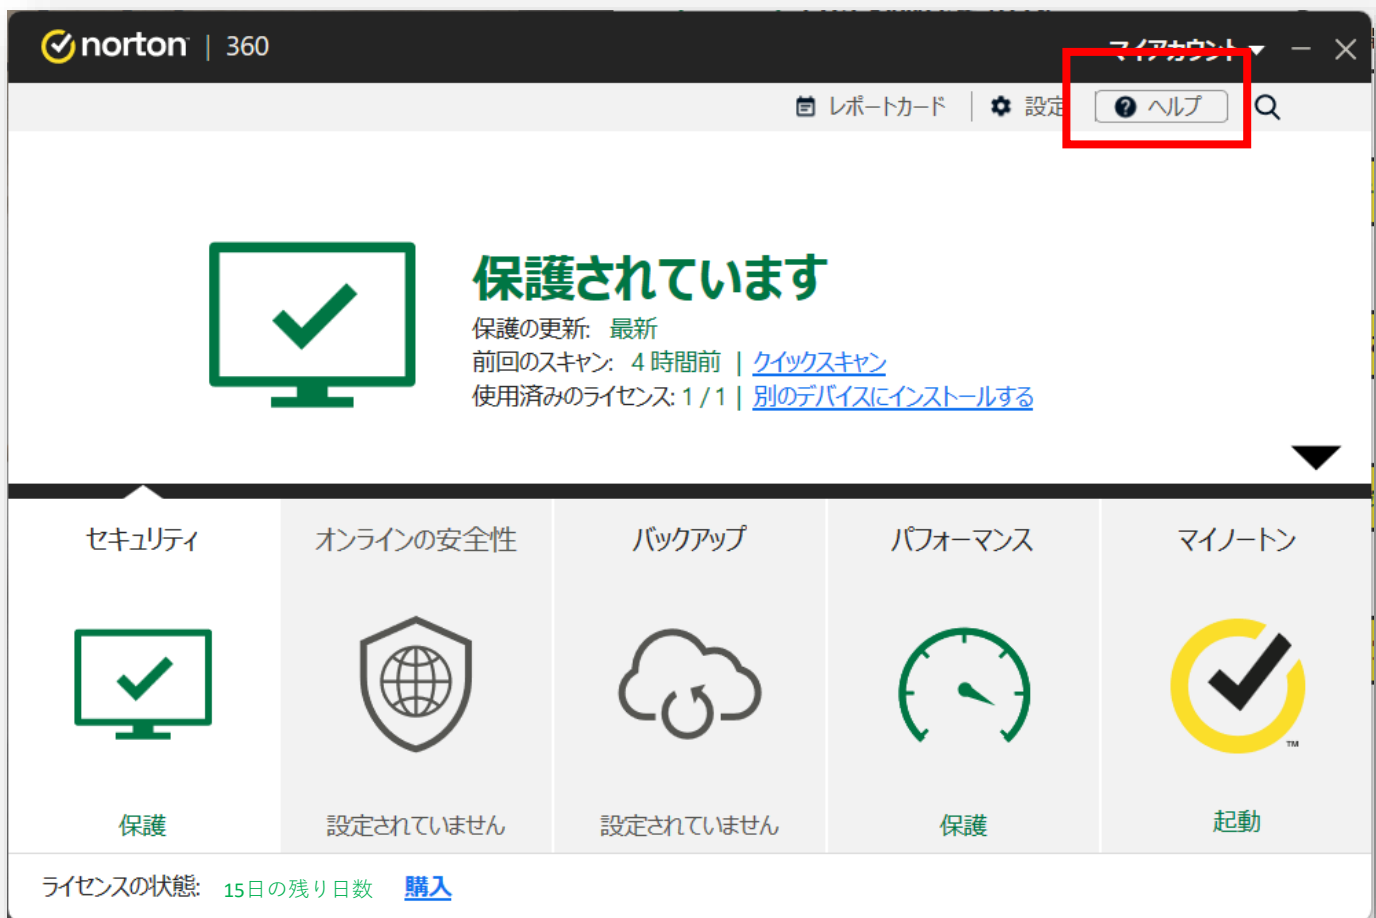 norton | 360
マイアカウント
レポートカード | 設定 ヘルプ
保護されています
保護の更新: 最新
前回のスキャン: 4 時間前 | クイックスキャン
使用済みのライセンス: 1 / 1 | 別のデバイスにインストールする
セキュリティ
オンラインの安全性
バックアップ
パフォーマンス
マイノートン
TM
保護
設定されていません
設定されていません
保護
起動
ライセンスの状態: 15日の残り日数 購入